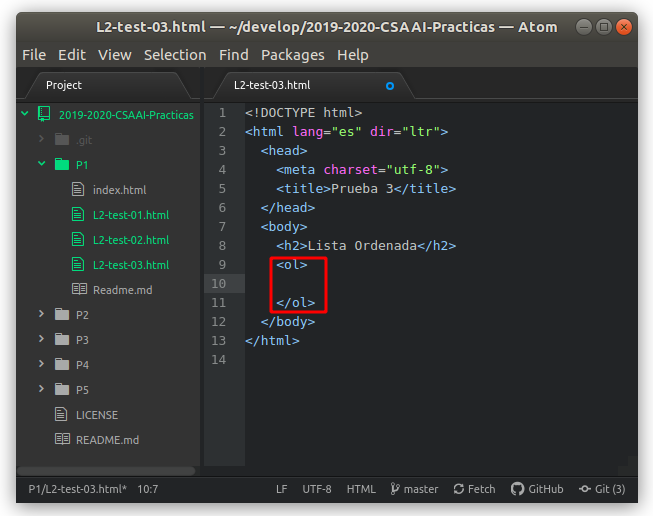 L2-test-03.html — ~/develop/2019-2020-CSAAI-Practicas — Atom
File Edit View Selection Find Packages Help
Project
L2-test-03.html
2019-2020-CSAAI-Practicas
.git
P1
index.html
L2-test-01.html
L2-test-02.html
L2-test-03.html
Readme.md
P2
P3
P4
P5
LICENSE
README.md
1 <!DOCTYPE html>
2 <html lang="es" dir="ltr">
3 <head>
4 <meta charset="utf-8">
5 <title>Prueba 3</title>
6 </head>
7 <body>
8 <h2>Lista Ordenada</h2>
9 <ol>
10
11 </ol>
12 </body>
13 </html>
14
P1/L2-test-03.html* 10:7 LF UTF-8 HTML master Fetch GitHub Git (3)